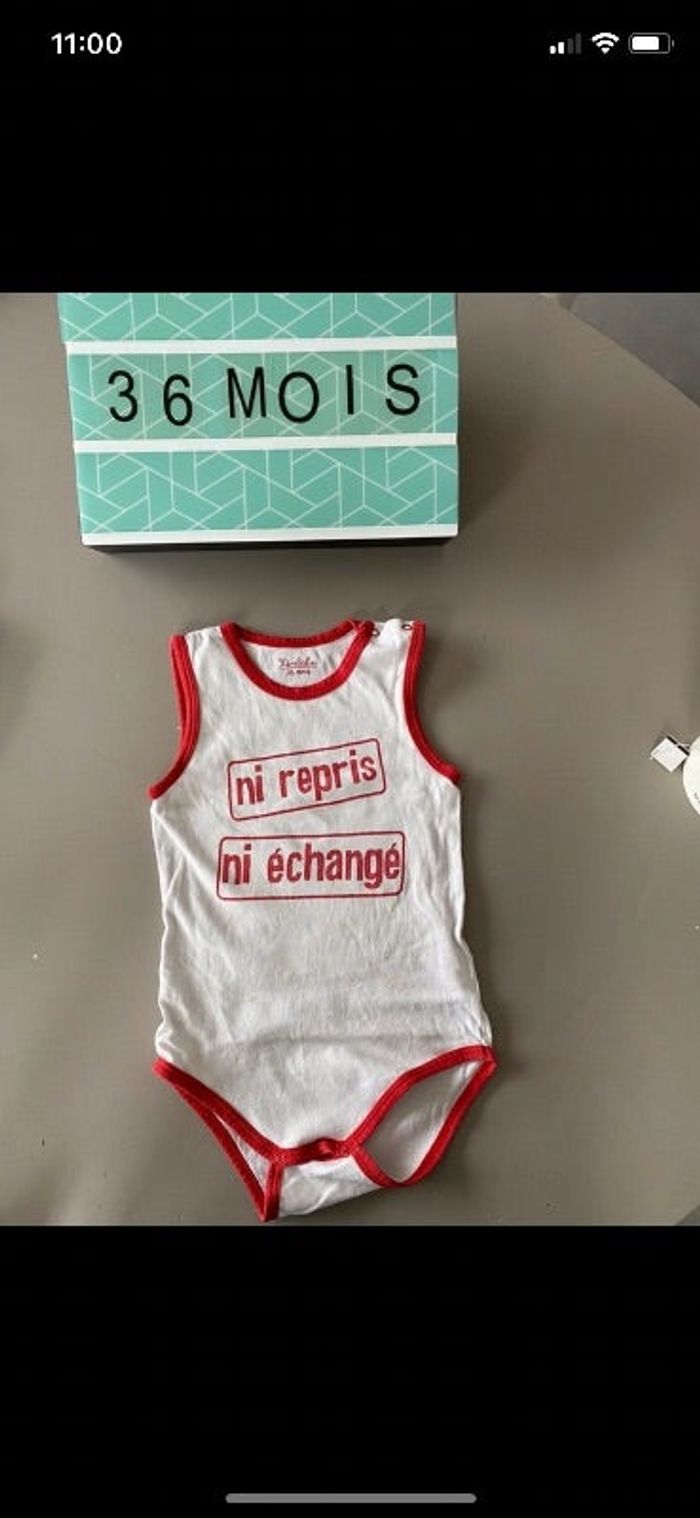 11:00
36 MOIS
ni repris
ni échangé